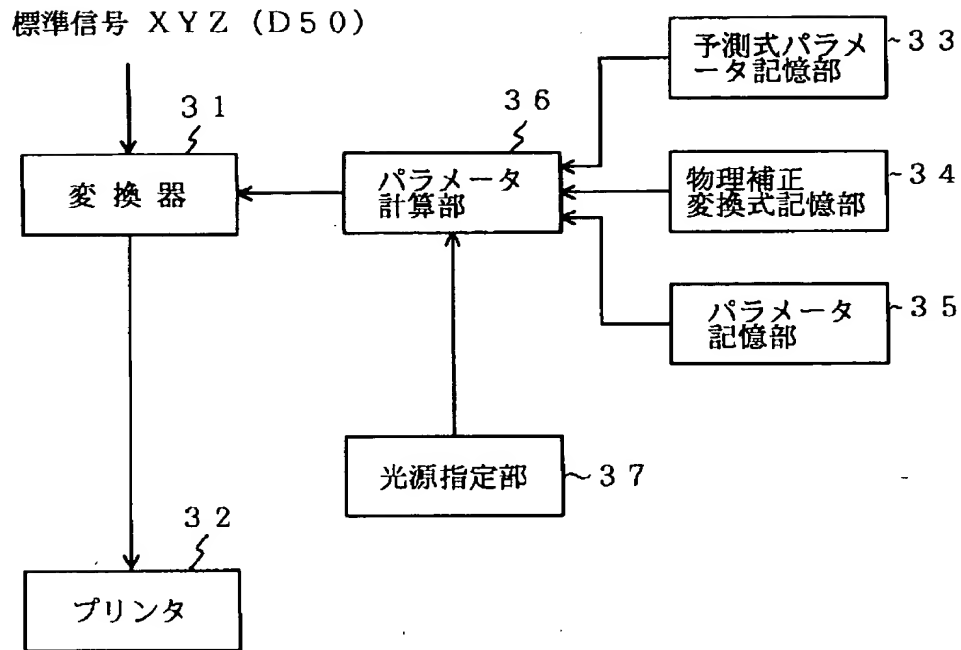 標準信号 XYZ (D50)
31
変換器
36
パラメータ
計算部
予測式パラメ
ータ記憶部
33
物理補正
変換式記憶部
34
パラメータ
記憶部
35
光源指定部
37
32
プリンタ